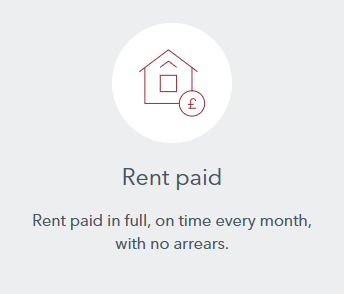 £
Rent paid
Rent paid in full, on time every month,
with no arrears.